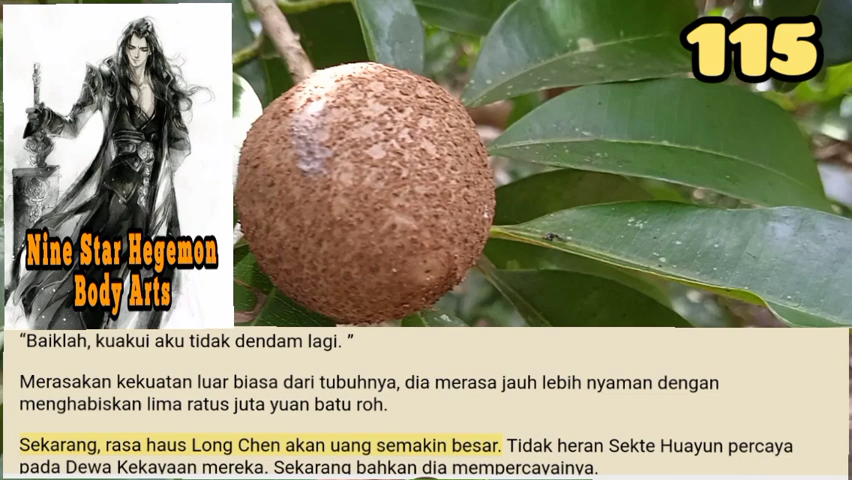 115
Nine Star Hegemon
Body Arts
“Baiklah, kuakui aku tidak dendam lagi. ”
Merasakan kekuatan luar biasa dari tubuhnya, dia merasa jauh lebih nyaman dengan
menghabiskan lima ratus juta yuan batu roh.
Sekarang, rasa haus Long Chen akan uang semakin besar. Tidak heran Sekte Huayun percaya
pada Dewa Kekayaan mereka. Sekarang bahkan dia mempercayainya.